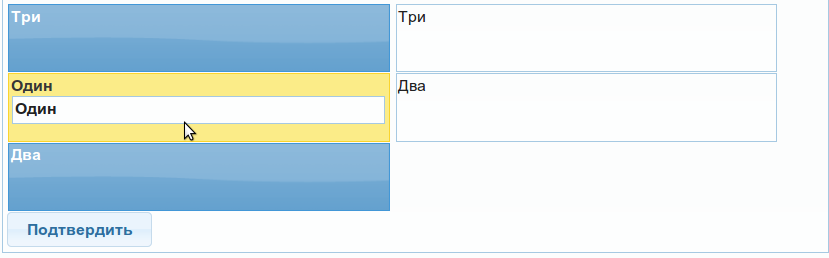 Три
Три
Один
Один
Два
Два
Подтвердить